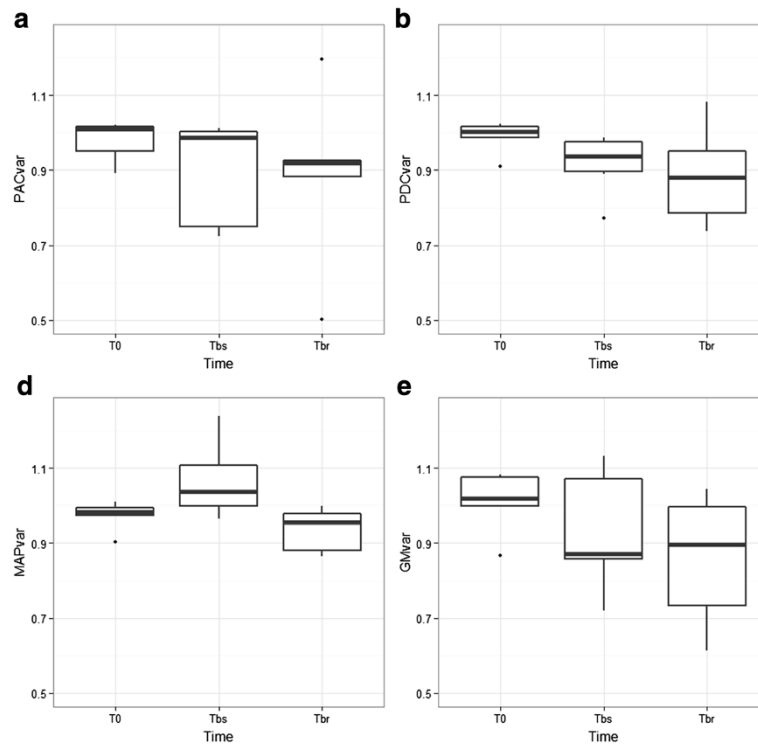 a
b
PACvar
1.1
0.9
0.7
0.5
T0 Tbs Tbr
Time
PDCvar
1.1
0.9
0.7
0.5
T0 Tbs Tbr
Time
d
e
MAPvar
1.1
0.9
0.7
0.5
T0 Tbs Tbr
Time
GMvar
1.1
0.9
0.7
0.5
T0 Tbs Tbr
Time